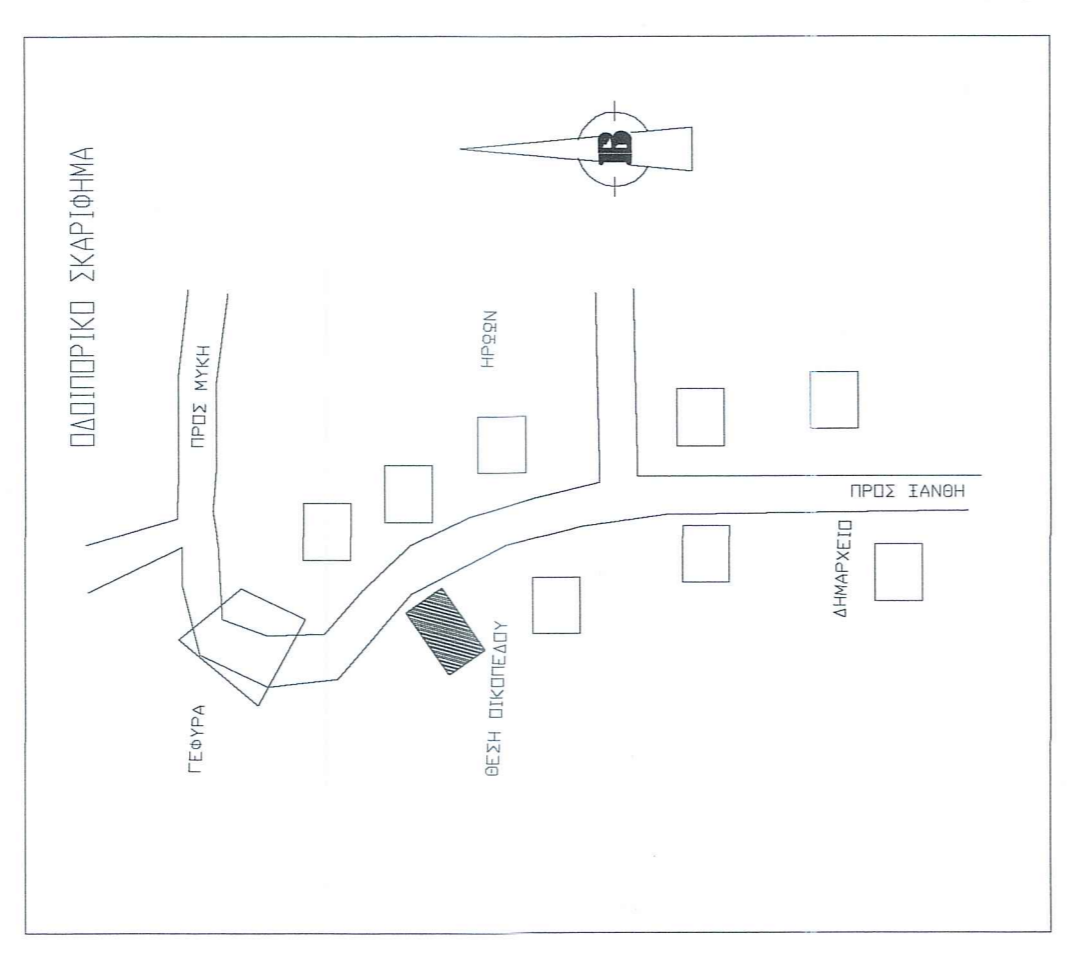 ΟΔΟΙΠΟΡΙΚΟ ΣΚΑΡΙΦΗΜΑ
Β
ΠΡΟΣ ΜΥΚΗ
ΗΡΩΩΝ
ΠΡΟΣ ΞΑΝΘΗ
ΔΗΜΑΡΧΕΙΟ
ΘΕΣΗ ΟΙΚΟΠΕΔΟΥ
ΓΕΦΥΡΑ